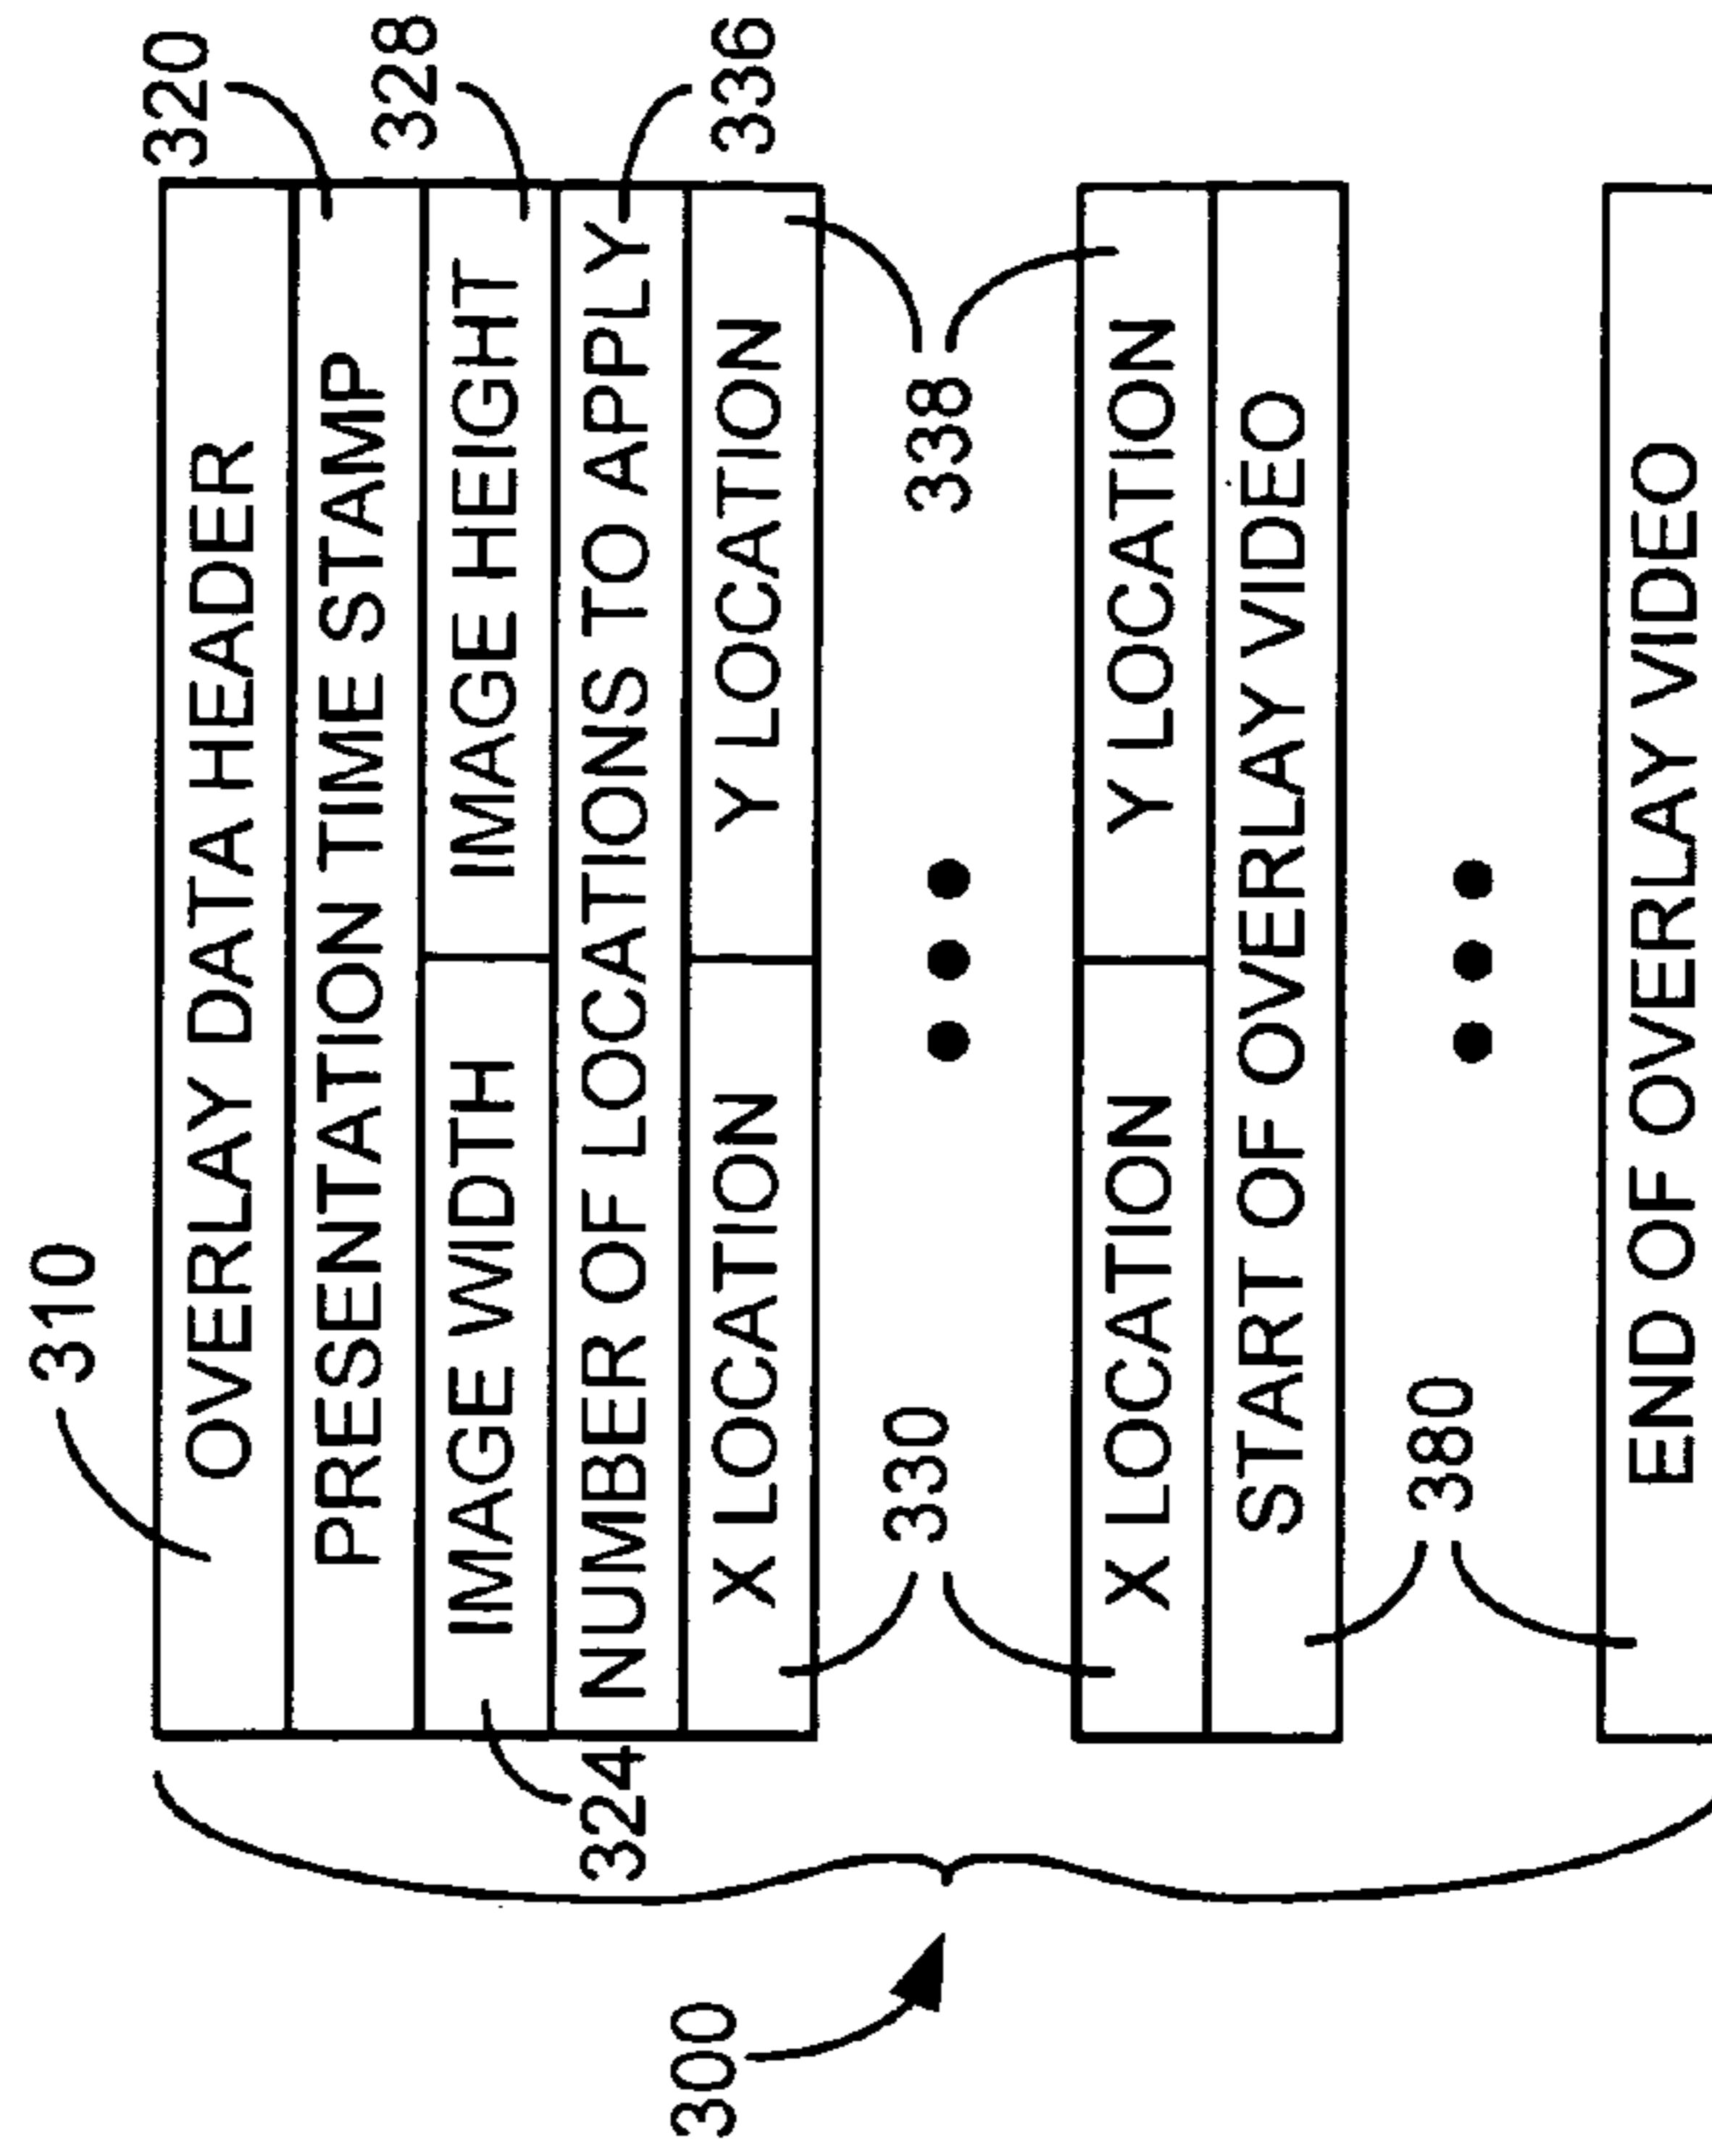 310
320
OVERLAY DATA HEADER
PRESENTATION TIME STAMP
328
IMAGE WIDTH
IMAGE HEIGHT
324
NUMBER OF LOCATIONS TO APPLY
336
X LOCATION
Y LOCATION
300
330
338
X LOCATION
Y LOCATION
START OF OVERLAY VIDEO
380
END OF OVERLAY VIDEO